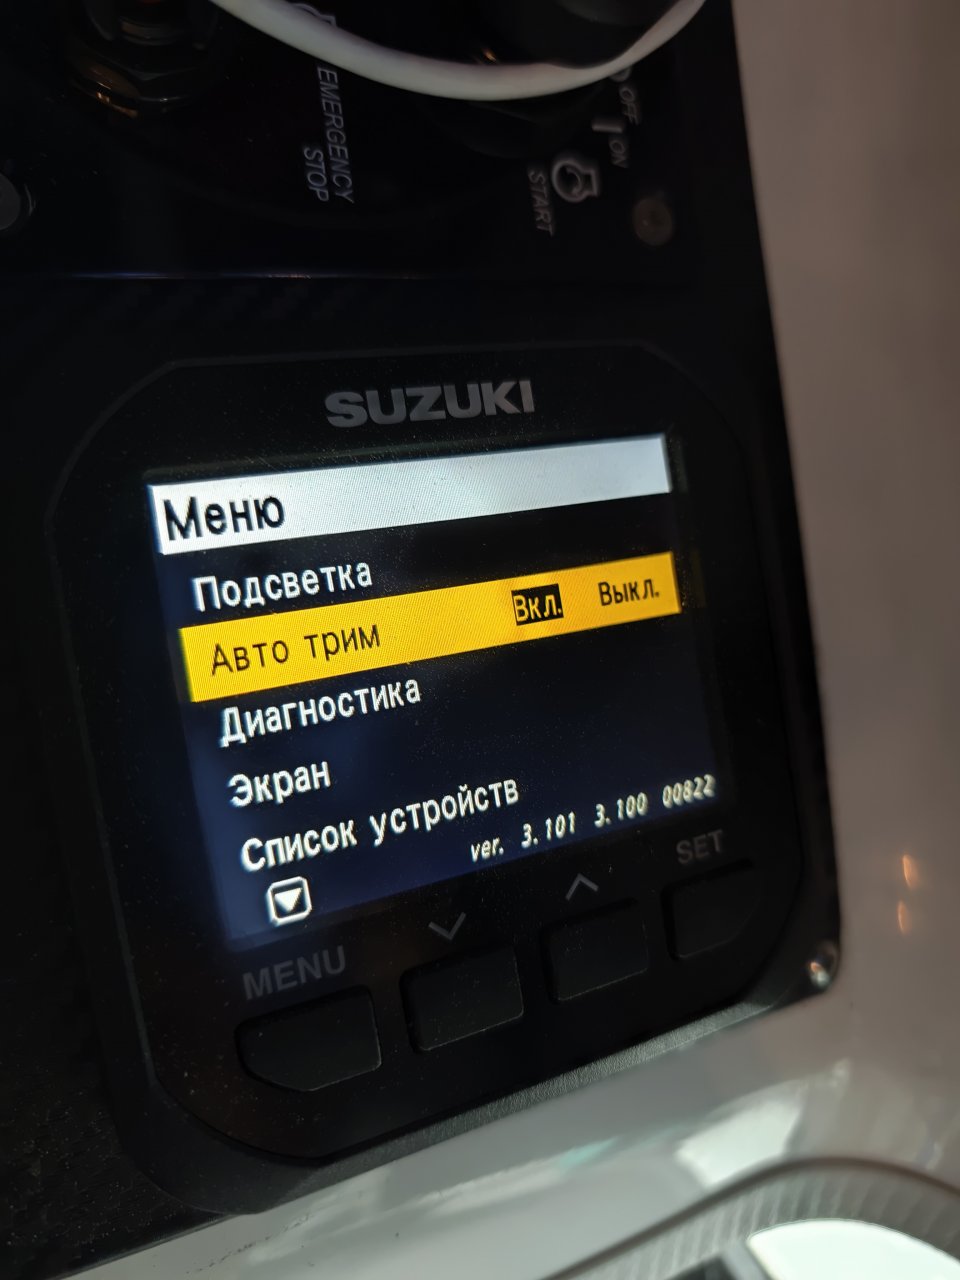 EMERGENCY
STOP
OFF
ON
START
SUZUKI
Меню
Подсветка
Авто трим Вкл. Выкл.
Диагностика
Экран
Список устройств
ver. 3.101 3.100 00822
MENU
SET